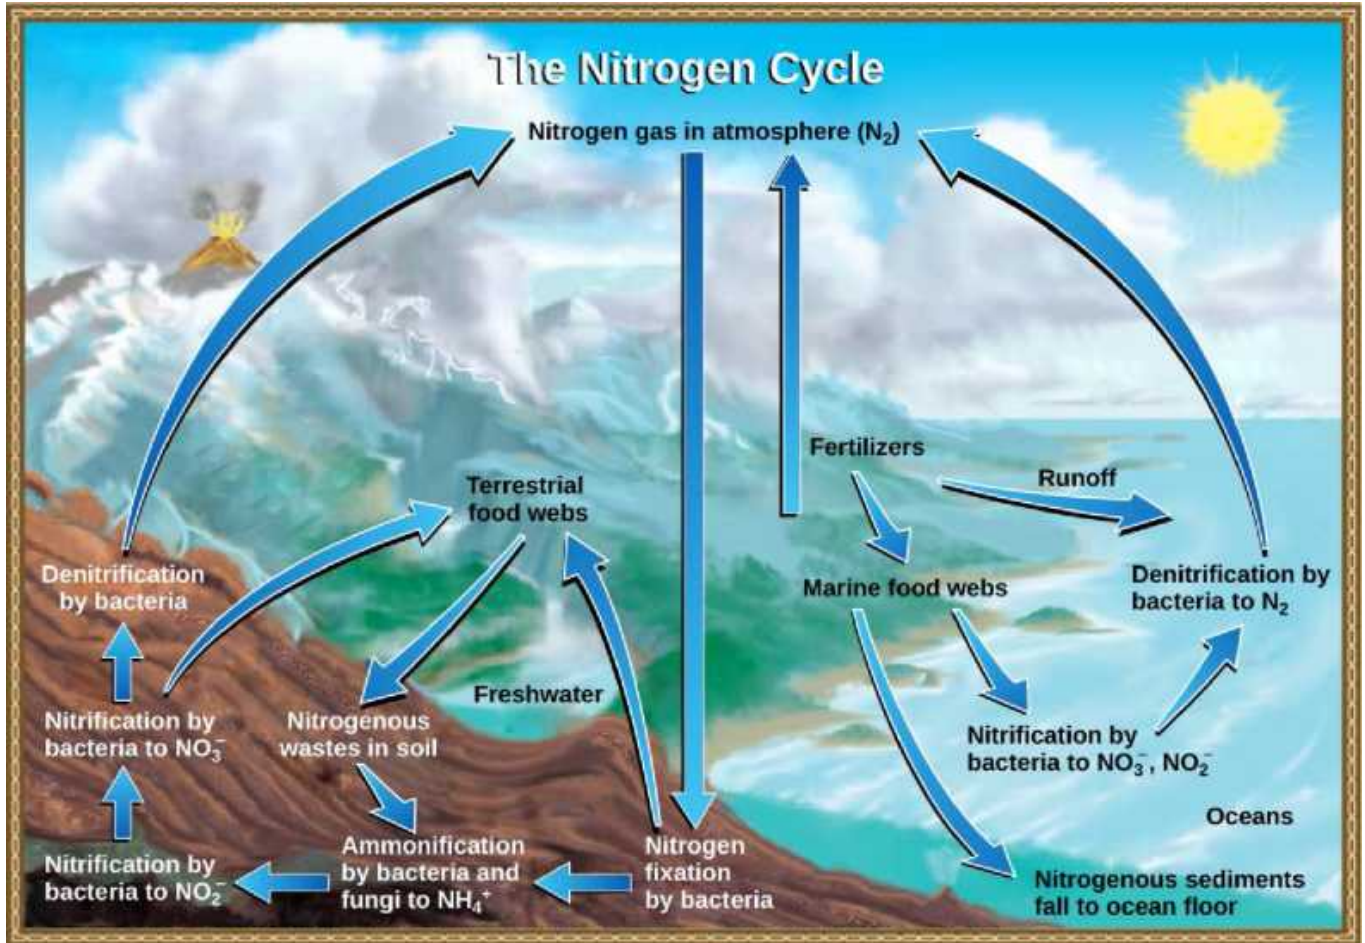 The Nitrogen Cycle
Nitrogen gas in atmosphere (N₂)
Fertilizers
Runoff
Terrestrial
food webs
Denitrification
by bacteria
Marine food webs
Denitrification by
bacteria to N₂
Freshwater
Nitrification by
bacteria to NO₃⁻
Nitrogenous
wastes in soil
Nitrification by
bacteria to NO₃⁻, NO₂⁻
Oceans
Nitrification by
bacteria to NO₂⁻
Ammonification
by bacteria and
fungi to NH₄⁺
Nitrogen
fixation
by bacteria
Nitrogenous sediments
fall to ocean floor